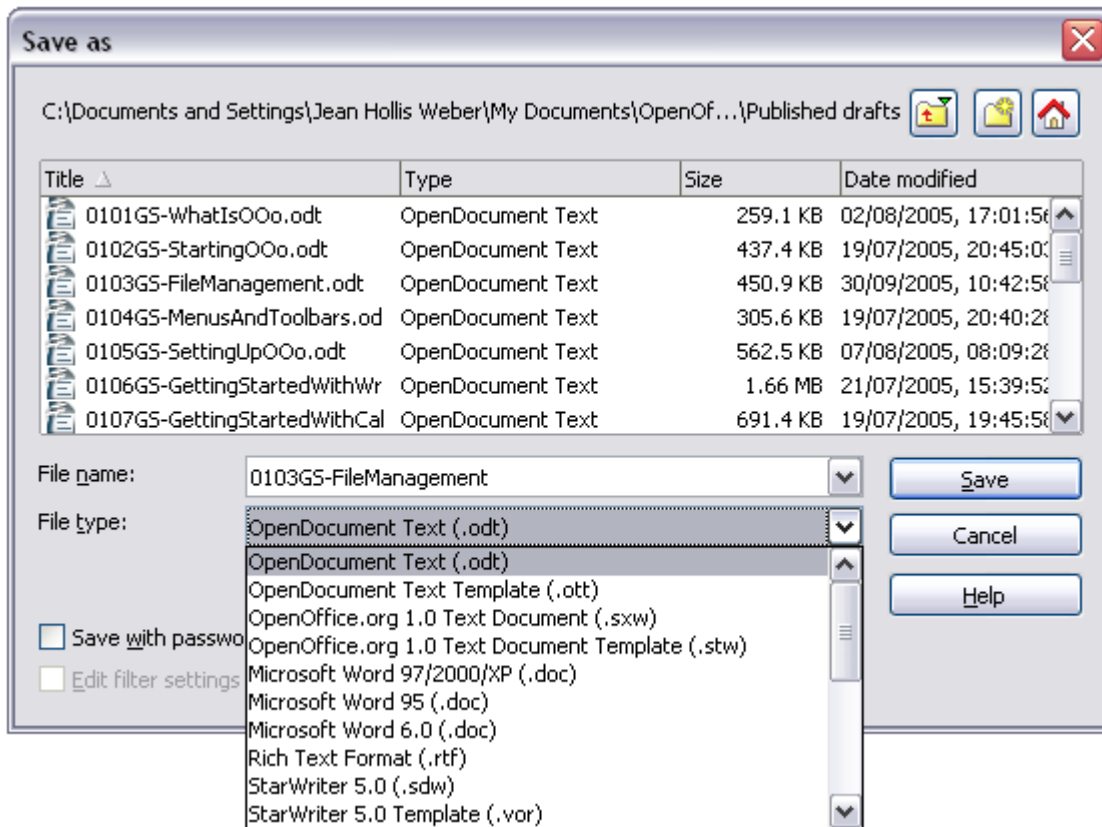 Save as
C:\Documents and Settings\Jean Hollis Weber\My Documents\OpenOf...\Published drafts
Title Type Size Date modified
0101GS-WhatIsOOo.odt OpenDocument Text 259.1 KB 02/08/2005, 17:01:56
0102GS-StartingOOo.odt OpenDocument Text 437.4 KB 19/07/2005, 20:45:03
0103GS-FileManagement.odt OpenDocument Text 450.9 KB 30/09/2005, 10:42:58
0104GS-MenusAndToolbars.od OpenDocument Text 305.6 KB 19/07/2005, 20:40:28
0105GS-SettingUpOOo.odt OpenDocument Text 562.5 KB 07/08/2005, 08:09:28
0106GS-GettingStartedWithWr OpenDocument Text 1.66 MB 21/07/2005, 15:39:52
0107GS-GettingStartedWithCal OpenDocument Text 691.4 KB 19/07/2005, 19:45:58
File name: 0103GS-FileManagement Save
File type: OpenDocument Text (.odt) Cancel
OpenDocument Text (.odt)
OpenDocument Text Template (.ott) Help
OpenOffice.org 1.0 Text Document (.sxw)
Save with passwo OpenOffice.org 1.0 Text Document Template (.stw)
Edit filter settings Microsoft Word 97/2000/XP (.doc)
Microsoft Word 95 (.doc)
Microsoft Word 6.0 (.doc)
Rich Text Format (.rtf)
StarWriter 5.0 (.sdw)
StarWriter 5.0 Template (.vor)